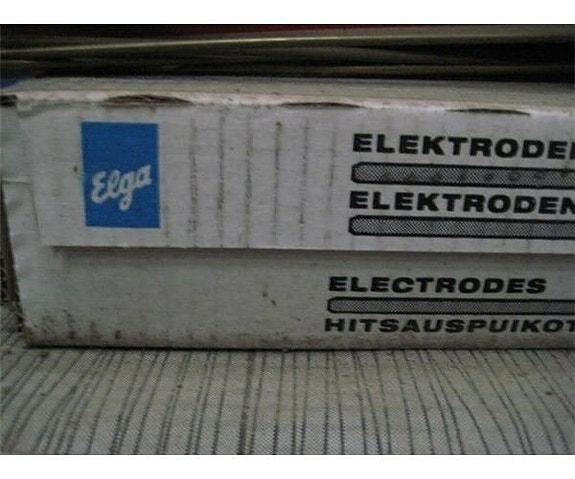 Elga
ELEKTRODE
ELEKTRODEN
ELECTRODES
HITSAUSPUIKOT